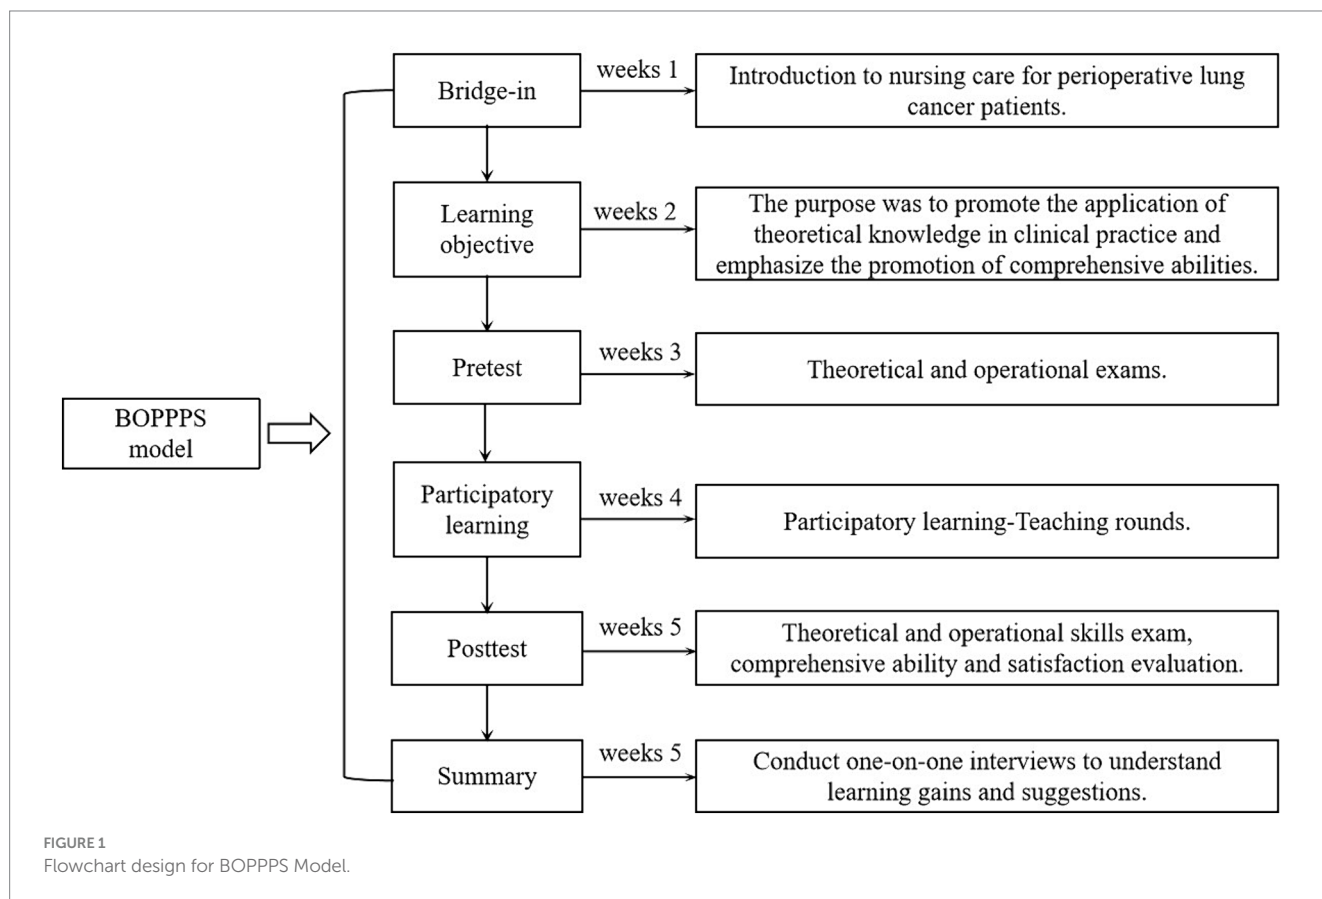 Bridge-in
weeks 1
Introduction to nursing care for perioperative lung
cancer patients.
Learning
objective
weeks 2
The purpose was to promote the application of
theoretical knowledge in clinical practice and
emphasize the promotion of comprehensive abilities.
Pretest
weeks 3
Theoretical and operational exams.
BOPPPS
model
Participatory
learning
weeks 4
Participatory learning-Teaching rounds.
Posttest
weeks 5
Theoretical and operational skills exam,
comprehensive ability and satisfaction evaluation.
Summary
weeks 5
Conduct one-on-one interviews to understand
learning gains and suggestions.
FIGURE 1
Flowchart design for BOPPPS Model.